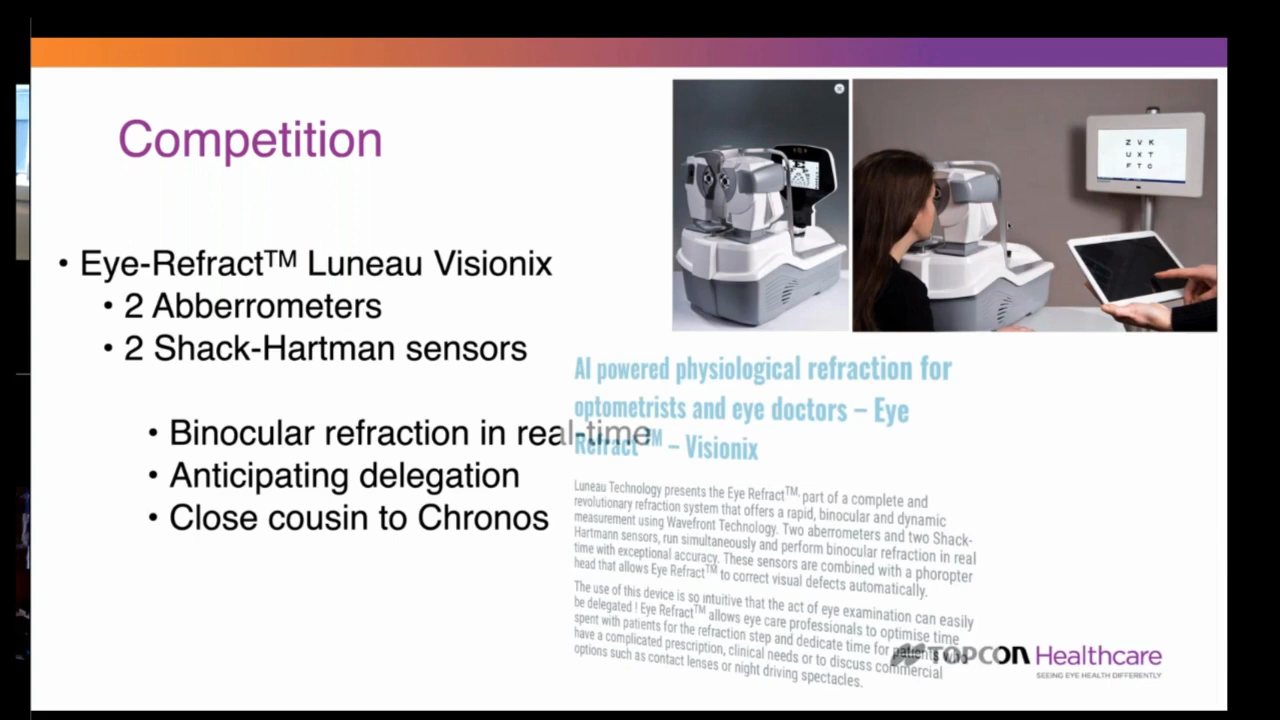 Competition
• Eye-Refract™ Luneau Visionix
• 2 Abberrometers
• 2 Shack-Hartman sensors
• Binocular refraction in real-time
• Anticipating delegation
• Close cousin to Chronos
Z V K
U X T
F T C
AI powered physiological refraction for
optometrists and eye doctors – Eye
Refract™ – Visionix
Luneau Technology presents the Eye Refract™, part of a complete and
revolutionary refraction system that offers a rapid, binocular and dynamic
measurement using Wavefront Technology. Two aberrometers and two Shack-
Hartmann sensors, run simultaneously and perform binocular refraction in real
time with exceptional accuracy. These sensors are combined with a phoropter
head that allows Eye Refract™ to correct visual defects automatically.
The use of this device is so intuitive that the act of eye examination can easily
be delegated ! Eye Refract™ allows eye care professionals to optimise time
spent with patients for the refraction step and dedicate time for patients who
have a complicated prescription, clinical needs or to discuss commercial
options such as contact lenses or night driving spectacles.
TOPCON Healthcare
SEEING EYE HEALTH DIFFERENTLY